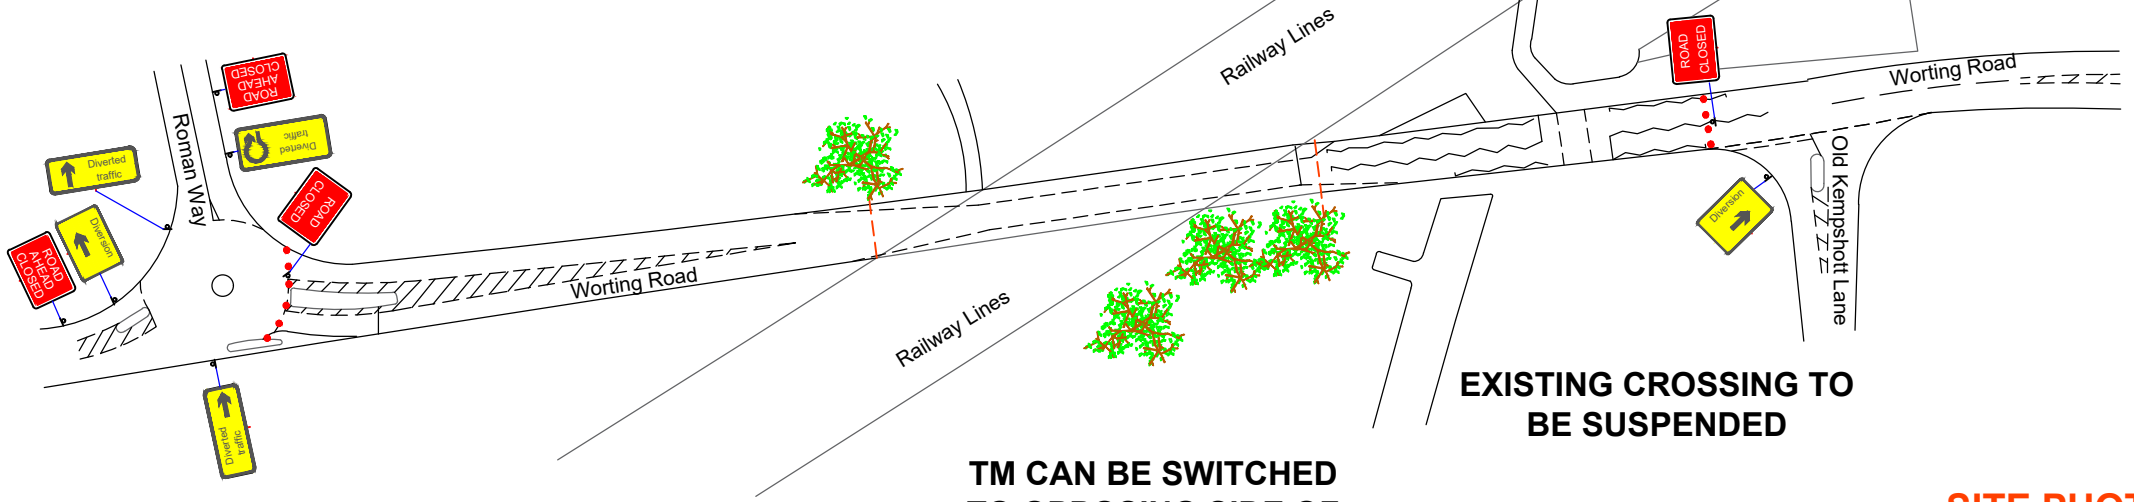 ROAD
AHEAD
CLOSED
Diverted
traffic
Roman Way
Diverted
traffic
Diversion
ROAD
AHEAD
CLOSED
ROAD
CLOSED
Diverted
traffic
Worting Road
Railway Lines
Railway Lines
ROAD
CLOSED
Worting Road
Diversion
Old Kempshott Lane
EXISTING CROSSING TO
BE SUSPENDED
TM CAN BE SWITCHED